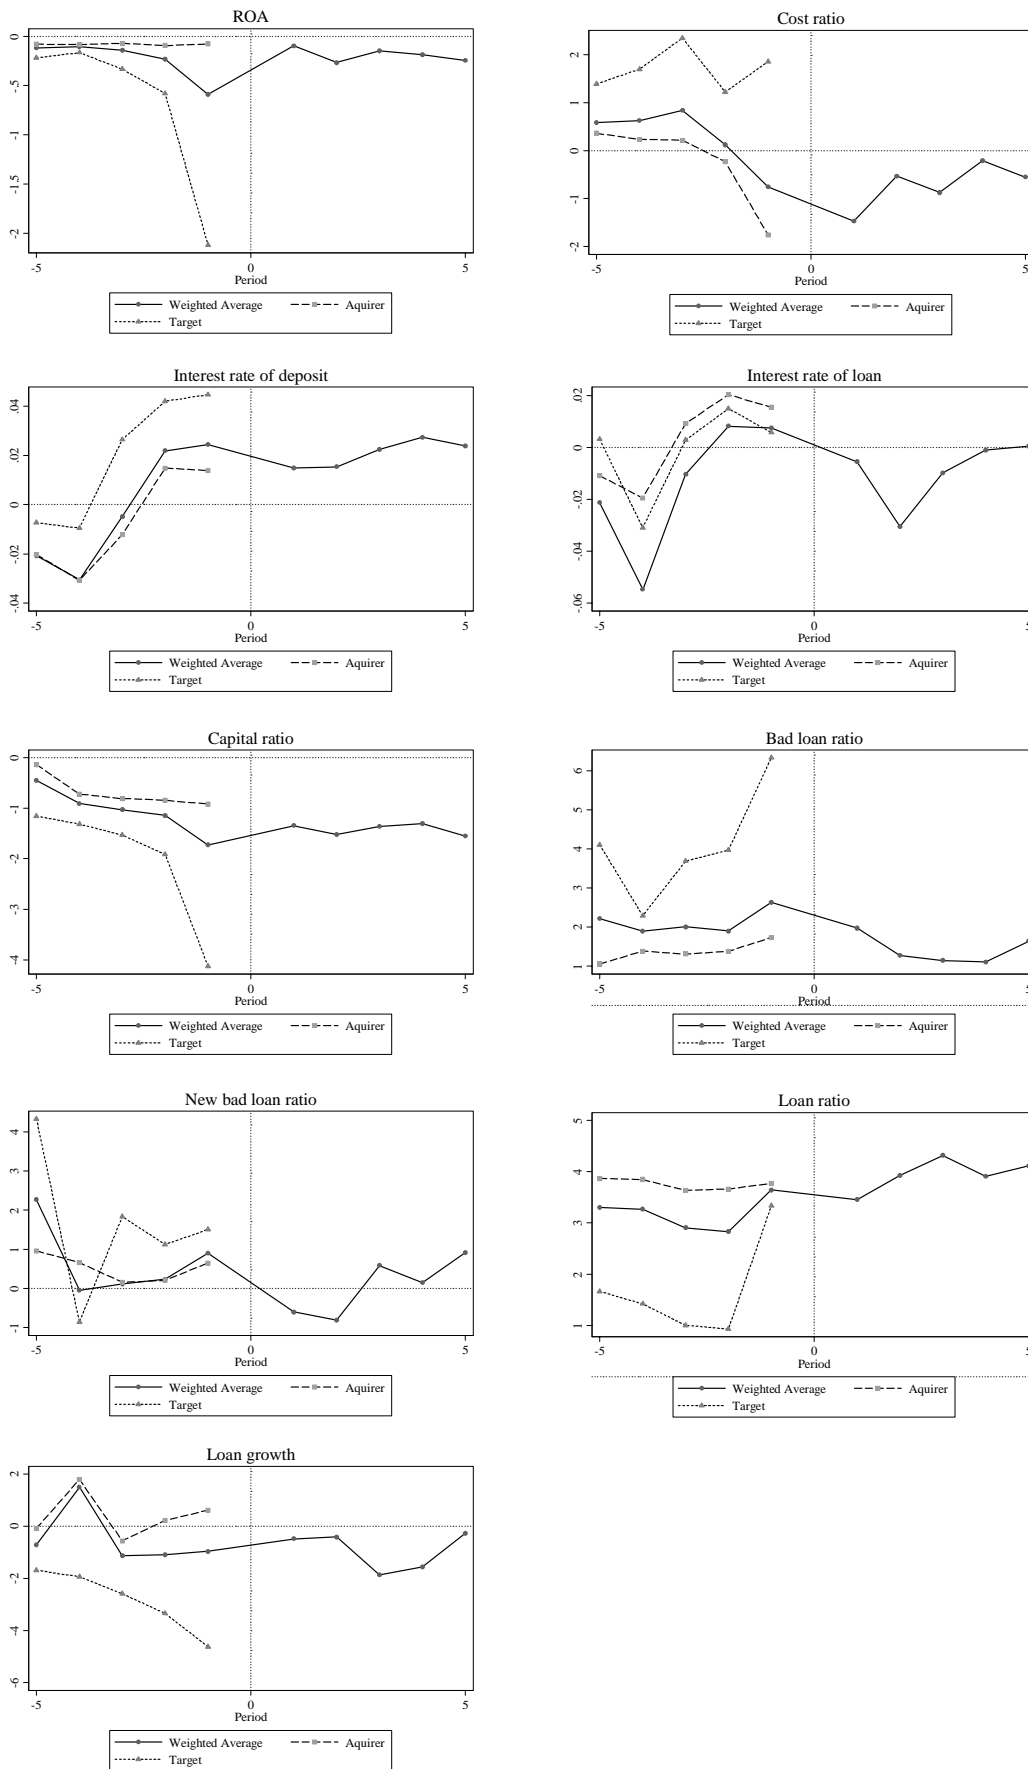 ROA
0
-.5
-1
-1.5
-2
-5 0 5
Period
Weighted Average Aquirer
Target
Cost ratio
2
1
0
-1
-2
-5 0 5
Period
Weighted Average Aquirer
Target
Interest rate of deposit
.04
.02
0
-.02
-.04
-5 0 5
Period
Weighted Average Aquirer
Target
Interest rate of loan
.02
0
-.02
-.04
-.06
-5 0 5
Period
Weighted Average Aquirer
Target
Capital ratio
0
-1
-2
-3
-4
-5 0 5
Period
Weighted Average Aquirer
Target
Bad loan ratio
6
5
4
3
2
1
-5 0 5
Period
Weighted Average Aquirer
Target
New bad loan ratio
4
3
2
1
0
-1
-5 0 5
Period
Weighted Average Aquirer
Target
Loan ratio
5
4
3
2
1
-5 0 5
Period
Weighted Average Aquirer
Target
Loan growth
2
0
-2
-4
-6
-5 0 5
Period
Weighted Average Aquirer
Target